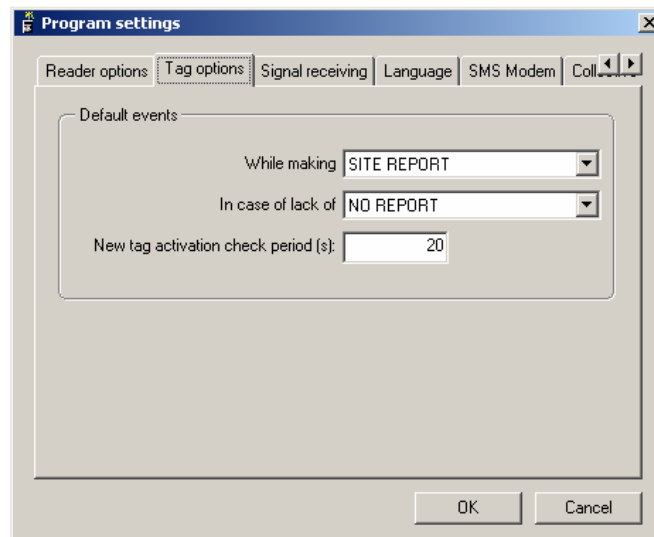 Program settings
Reader options Tag options Signal receiving Language SMS Modem
Default events
While making SITE REPORT
In case of lack of NO REPORT
New tag activation check period (s): 20
OK Cancel